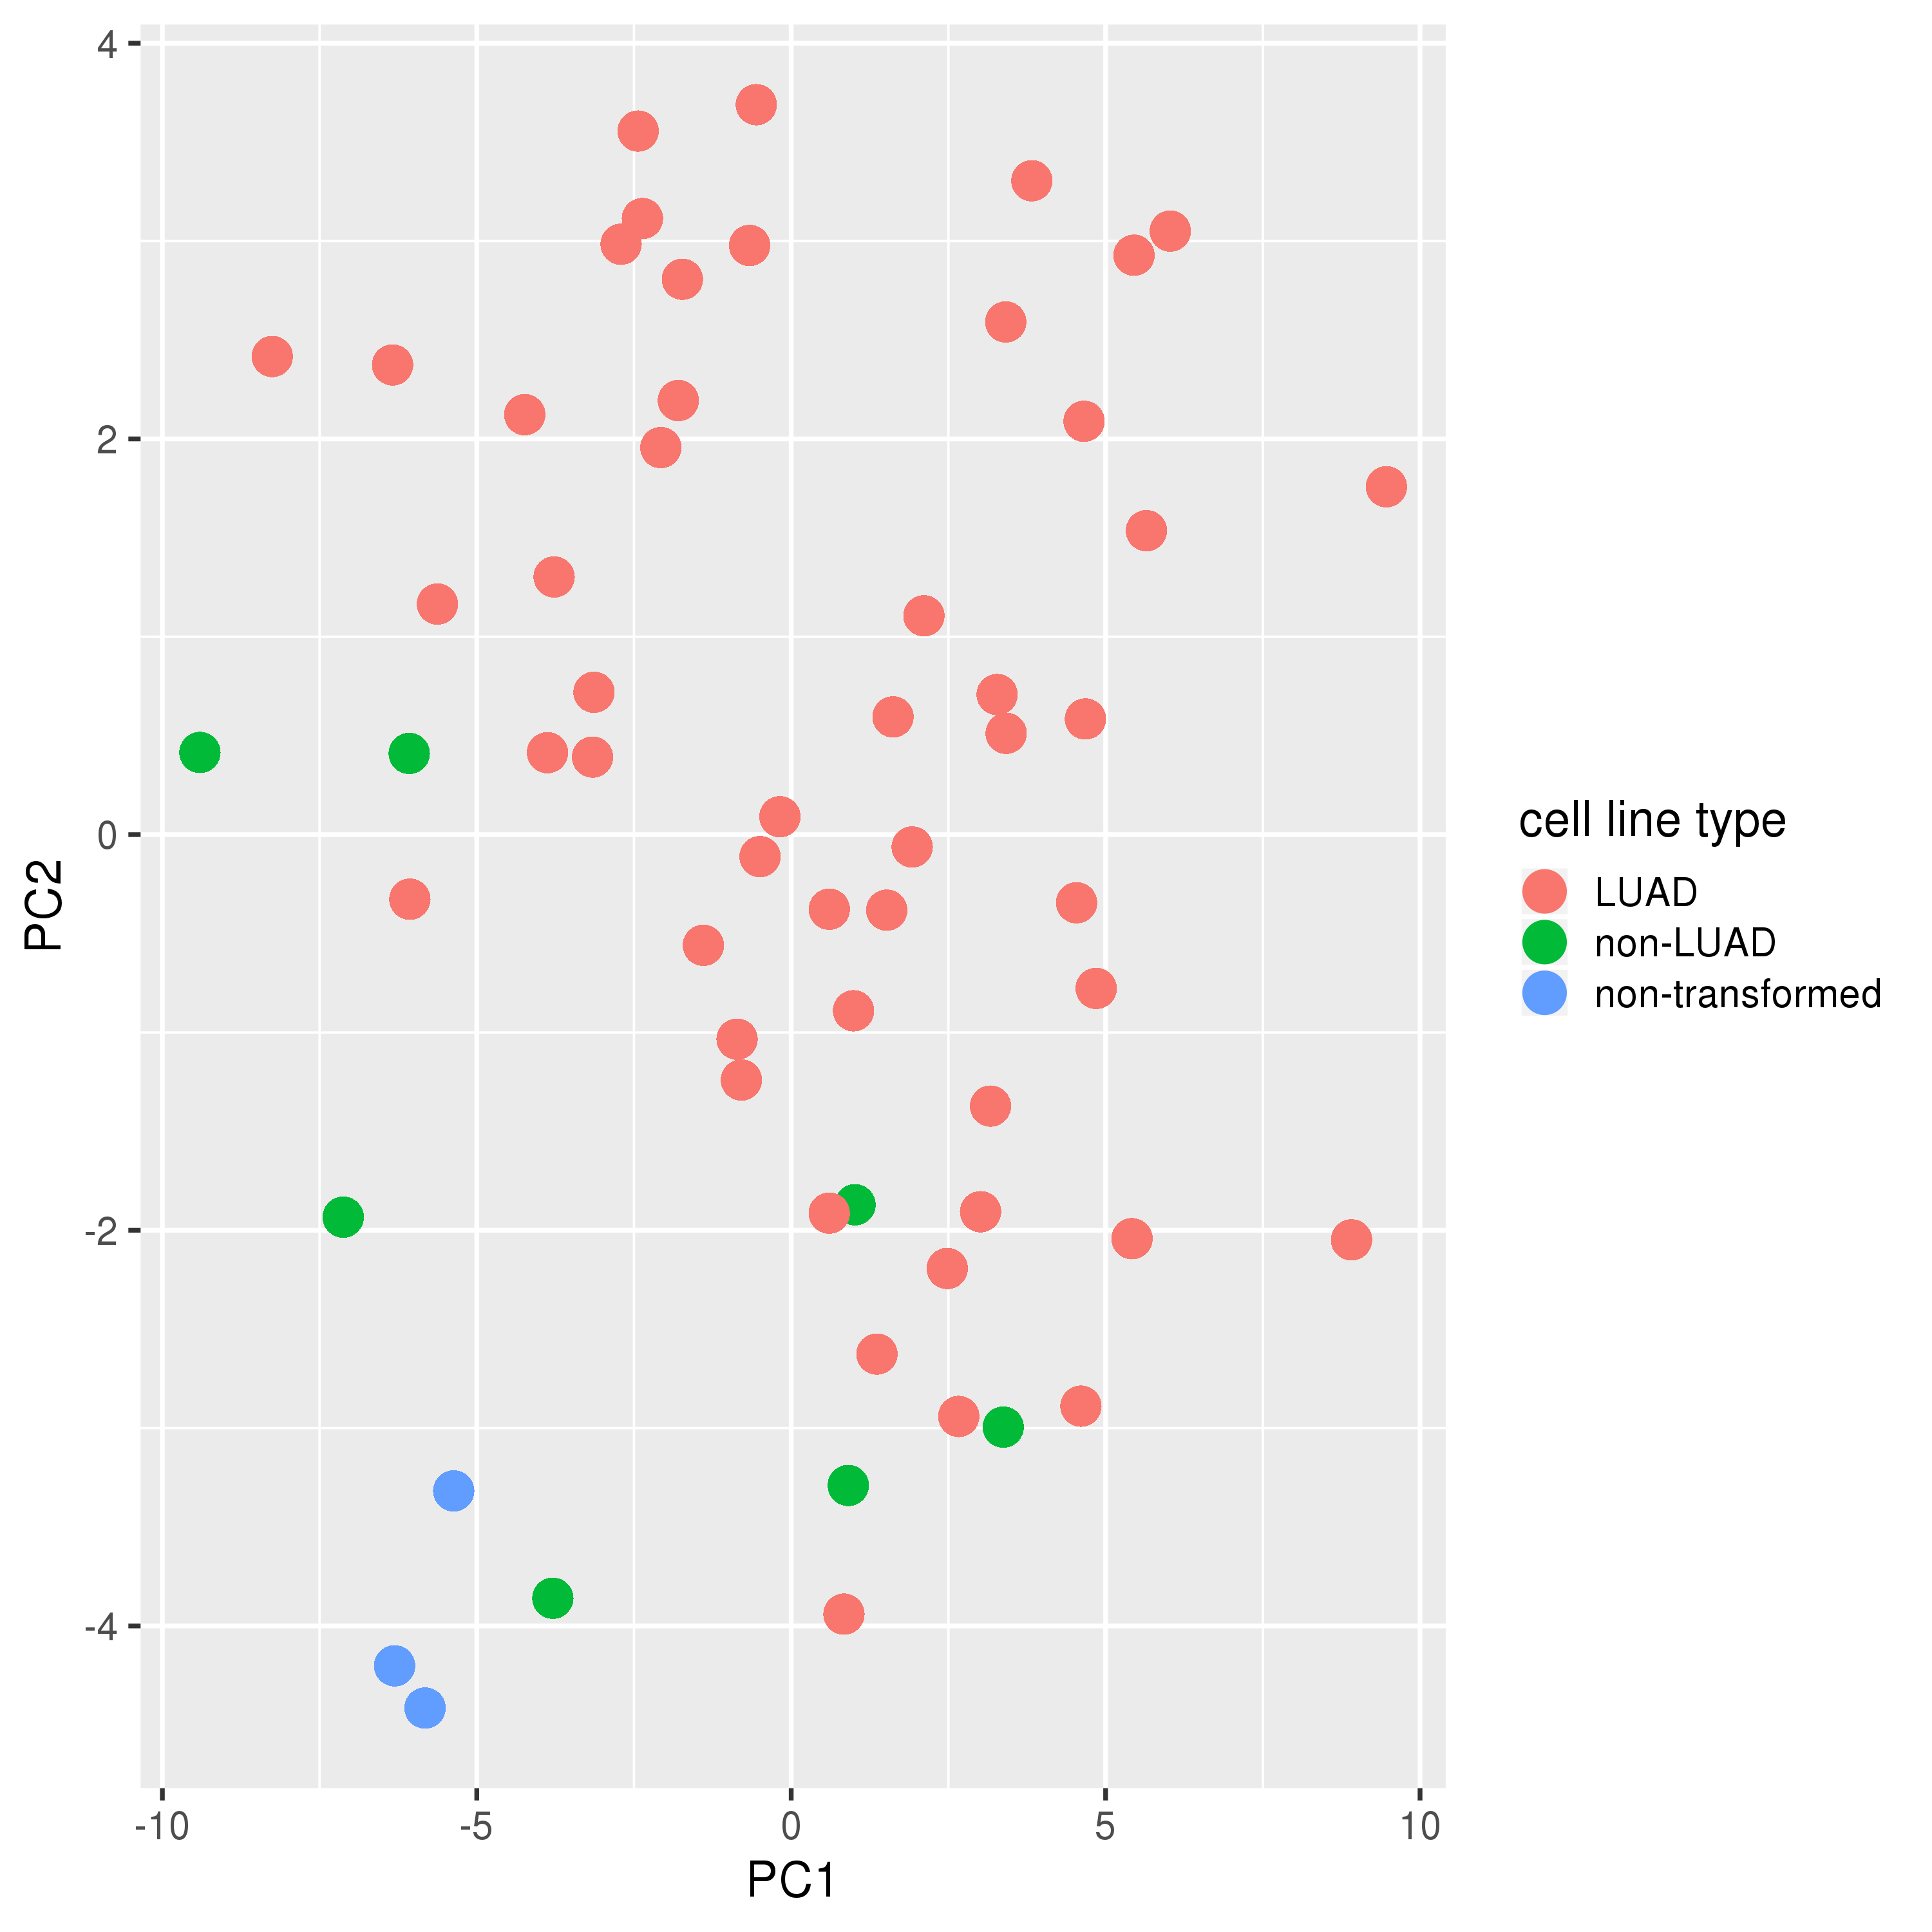 4
2
0
-2
-4
PC2
-10
-5
0
5
10
PC1
cell line type
LUAD
non-LUAD
non-transformed